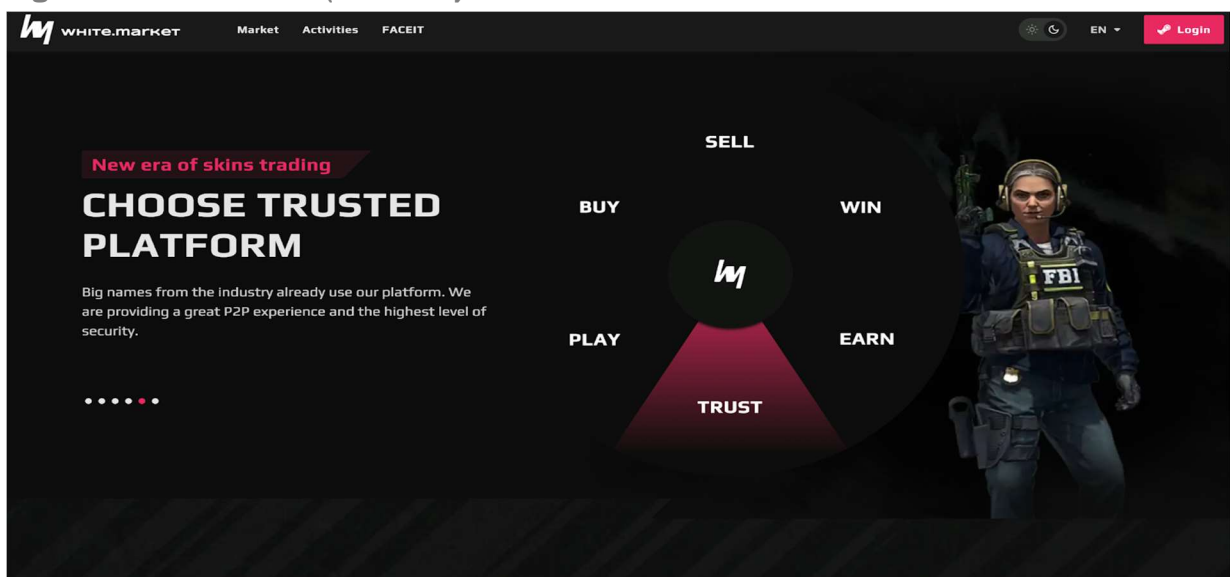 WHITE.MARKET
Market
Activities
FACEIT
EN
Login
New era of skins trading
CHOOSE TRUSTED
PLATFORM
Big names from the industry already use our platform. We
are providing a great P2P experience and the highest level of
security.
SELL
BUY
WIN
PLAY
EARN
TRUST
FBI